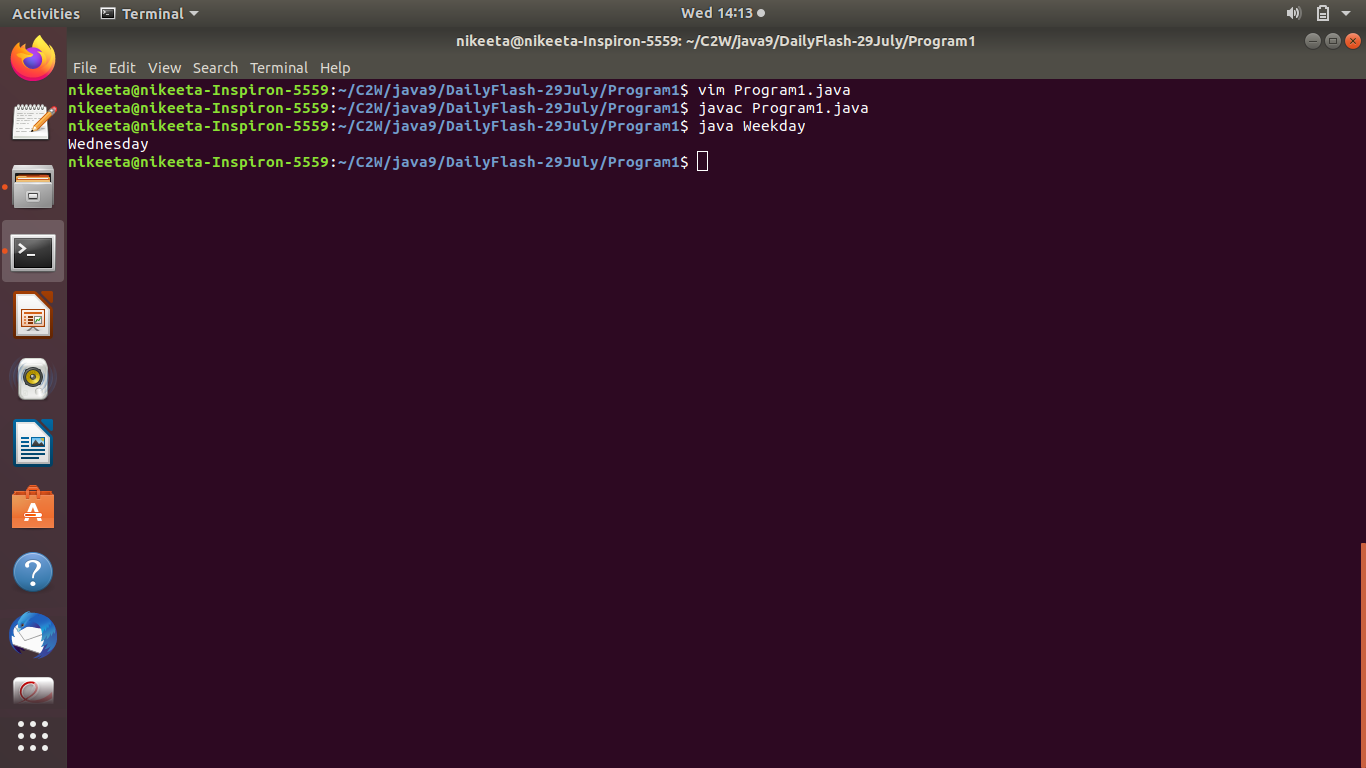 Activities Terminal Wed 14:13
nikeeta@nikeeta-Inspiron-5559: ~/C2W/java9/DailyFlash-29July/Program1
File Edit View Search Terminal Help
nikeeta@nikeeta-Inspiron-5559:~/C2W/java9/DailyFlash-29July/Program1$ vim Program1.java
nikeeta@nikeeta-Inspiron-5559:~/C2W/java9/DailyFlash-29July/Program1$ javac Program1.java
nikeeta@nikeeta-Inspiron-5559:~/C2W/java9/DailyFlash-29July/Program1$ java Weekday
Wednesday
nikeeta@nikeeta-Inspiron-5559:~/C2W/java9/DailyFlash-29July/Program1$